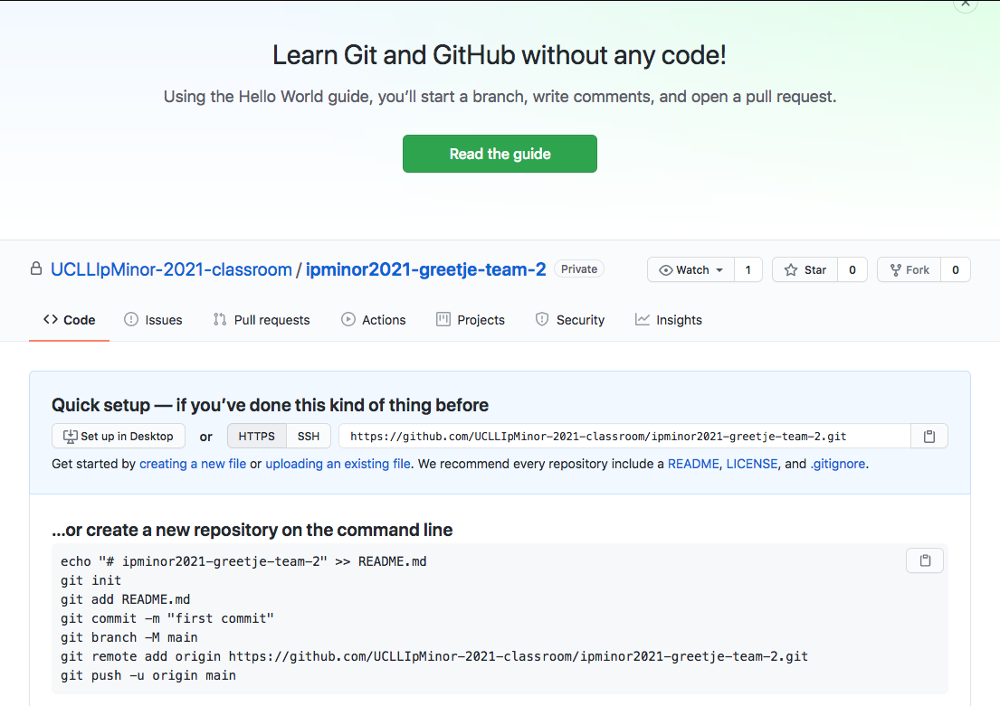 Learn Git and GitHub without any code!
Using the Hello World guide, you’ll start a branch, write comments, and open a pull request.
Read the guide
UCLLIpMinor-2021-classroom / ipminor2021-greetje-team-2 Private Watch 1 Star 0 Fork 0
Code Issues Pull requests Actions Projects Security Insights
Quick setup — if you’ve done this kind of thing before
Set up in Desktop or HTTPS SSH https://github.com/UCLLIpMinor-2021-classroom/ipminor2021-greetje-team-2.git
Get started by creating a new file or uploading an existing file. We recommend every repository include a README, LICENSE, and .gitignore.
...or create a new repository on the command line
echo "# ipminor2021-greetje-team-2" >> README.md
git init
git add README.md
git commit -m "first commit"
git branch -M main
git remote add origin https://github.com/UCLLIpMinor-2021-classroom/ipminor2021-greetje-team-2.git
git push -u origin main